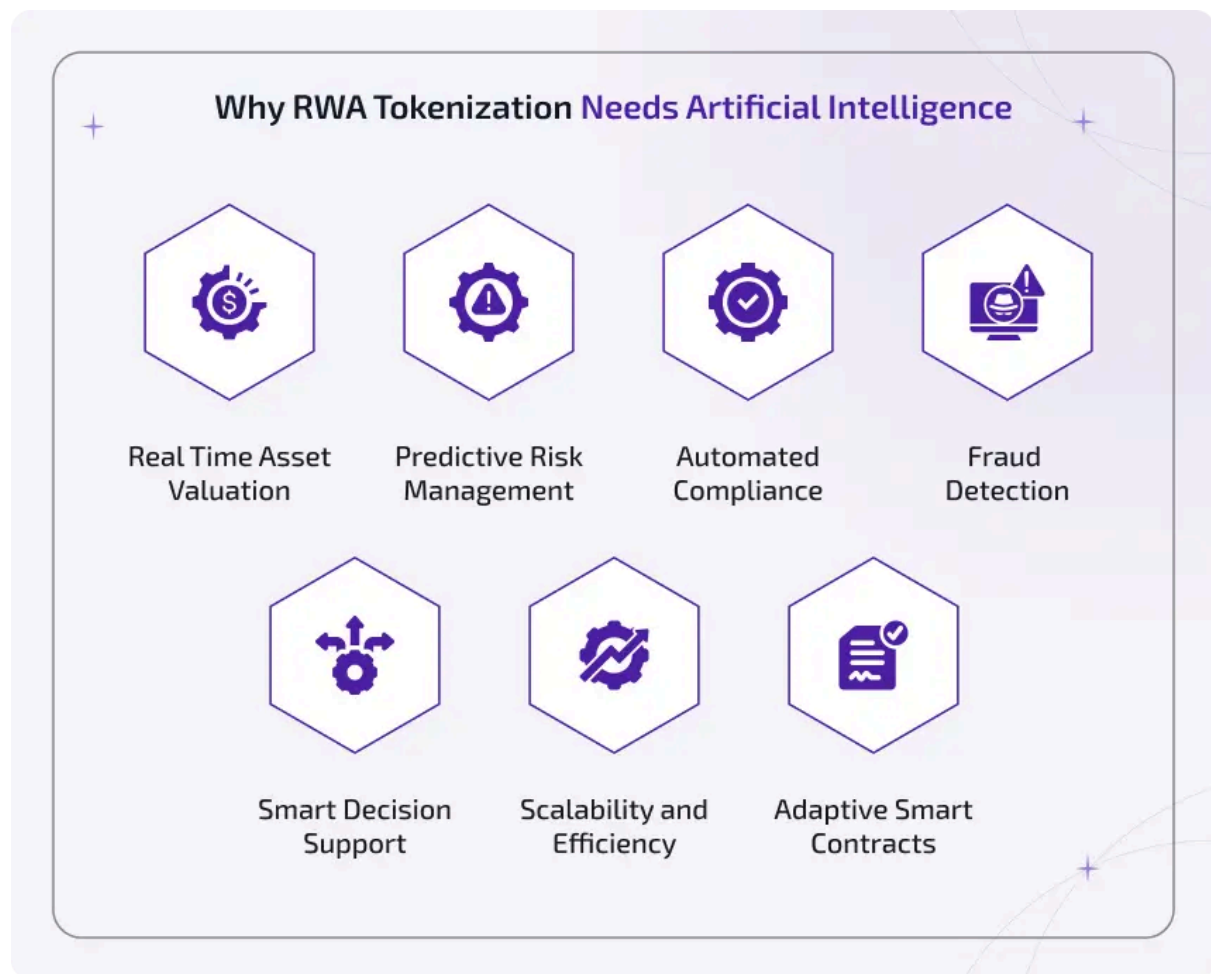 Why RWA Tokenization Needs Artificial Intelligence
Real Time Asset
Valuation
Predictive Risk
Management
Automated
Compliance
Fraud
Detection
Smart Decision
Support
Scalability and
Efficiency
Adaptive Smart
Contracts